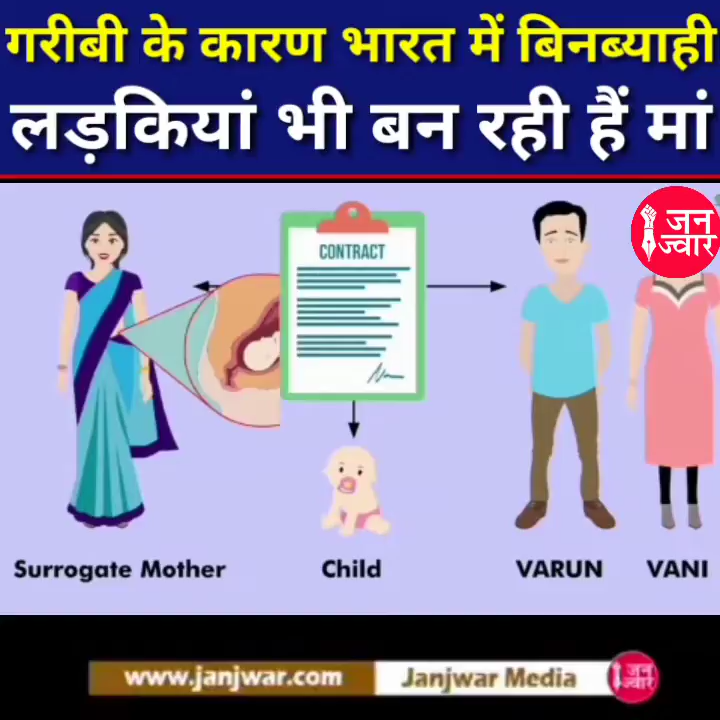 गरीबी के कारण भारत में बिनब्याही
लड़कियां भी बन रही हैं मां
जन
ज्वार
CONTRACT
Surrogate Mother
Child
VARUN
VANI
www.janjwar.com
Janjwar Media
जन
ज्वार